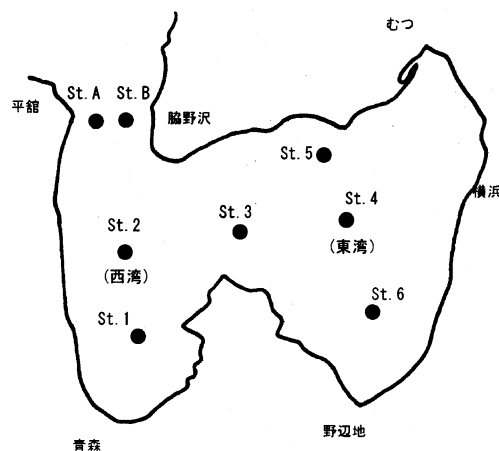 むつ
平舘
St.A
St.B
脇野沢
St.5
横浜
St.3
St.4
(東湾)
St.2
(西湾)
St.6
St.1
野辺地
青森